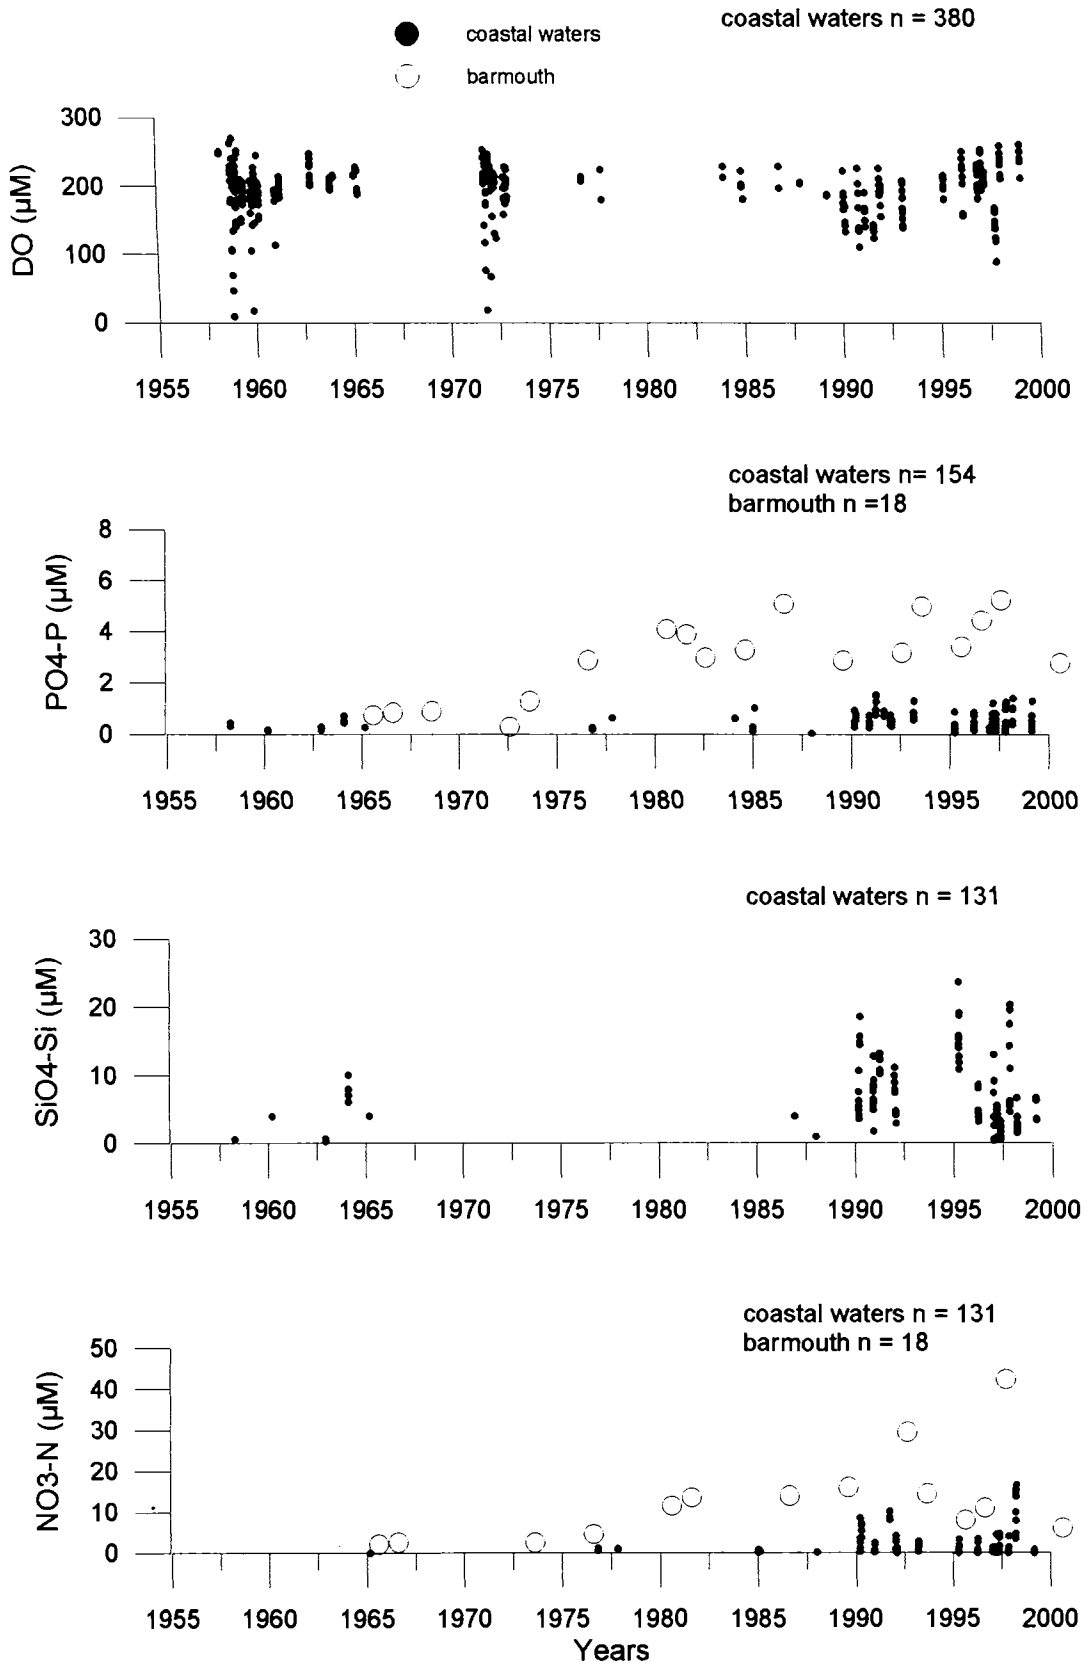 coastal waters n = 380
coastal waters
barmouth
300
200
100
0
DO (µM)
1955 1960 1965 1970 1975 1980 1985 1990 1995 2000
coastal waters n= 154
barmouth n =18
8
6
4
2
0
PO4-P (µM)
1955 1960 1965 1970 1975 1980 1985 1990 1995 2000
coastal waters n = 131
30
20
10
0
SiO4-Si (µM)
1955 1960 1965 1970 1975 1980 1985 1990 1995 2000
coastal waters n = 131
barmouth n = 18
50
40
30
20
10
0
NO3-N (µM)
1955 1960 1965 1970 1975 1980 1985 1990 1995 2000
Years